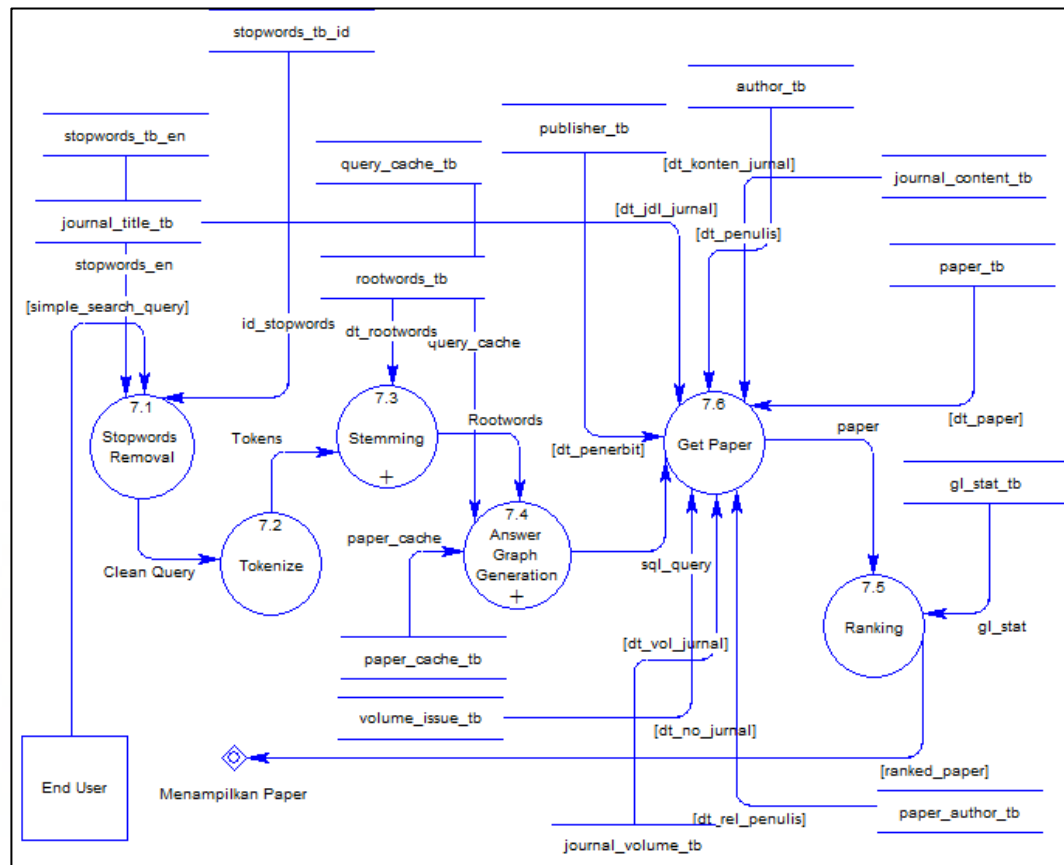 stopwords_tb_id
author_tb
publisher_tb
stopwords_tb_en
query_cache_tb
[dt_konten_jurnal]
journal_content_tb
journal_title_tb
[dt_jdl_jurnal]
[dt_penulis]
stopwords_en
rootwords_tb
paper_tb
[simple_search_query]
id_stopwords
dt_rootwords
query_cache
7.1
Stopwords
Removal
7.3
Stemming
+
7.6
Get Paper
Tokens
Rootwords
[dt_penerbit]
[dt_paper]
paper
gl_stat_tb
7.2
Tokenize
Clean Query
7.4
Answer
Graph
Generation
+
paper_cache
sql_query
7.5
Ranking
gl_stat
paper_cache_tb
[dt_vol_jurnal]
volume_issue_tb
[dt_no_jurnal]
End User
Menampilkan Paper
[ranked_paper]
paper_author_tb
[dt_rel_penulis]
journal_volume_tb